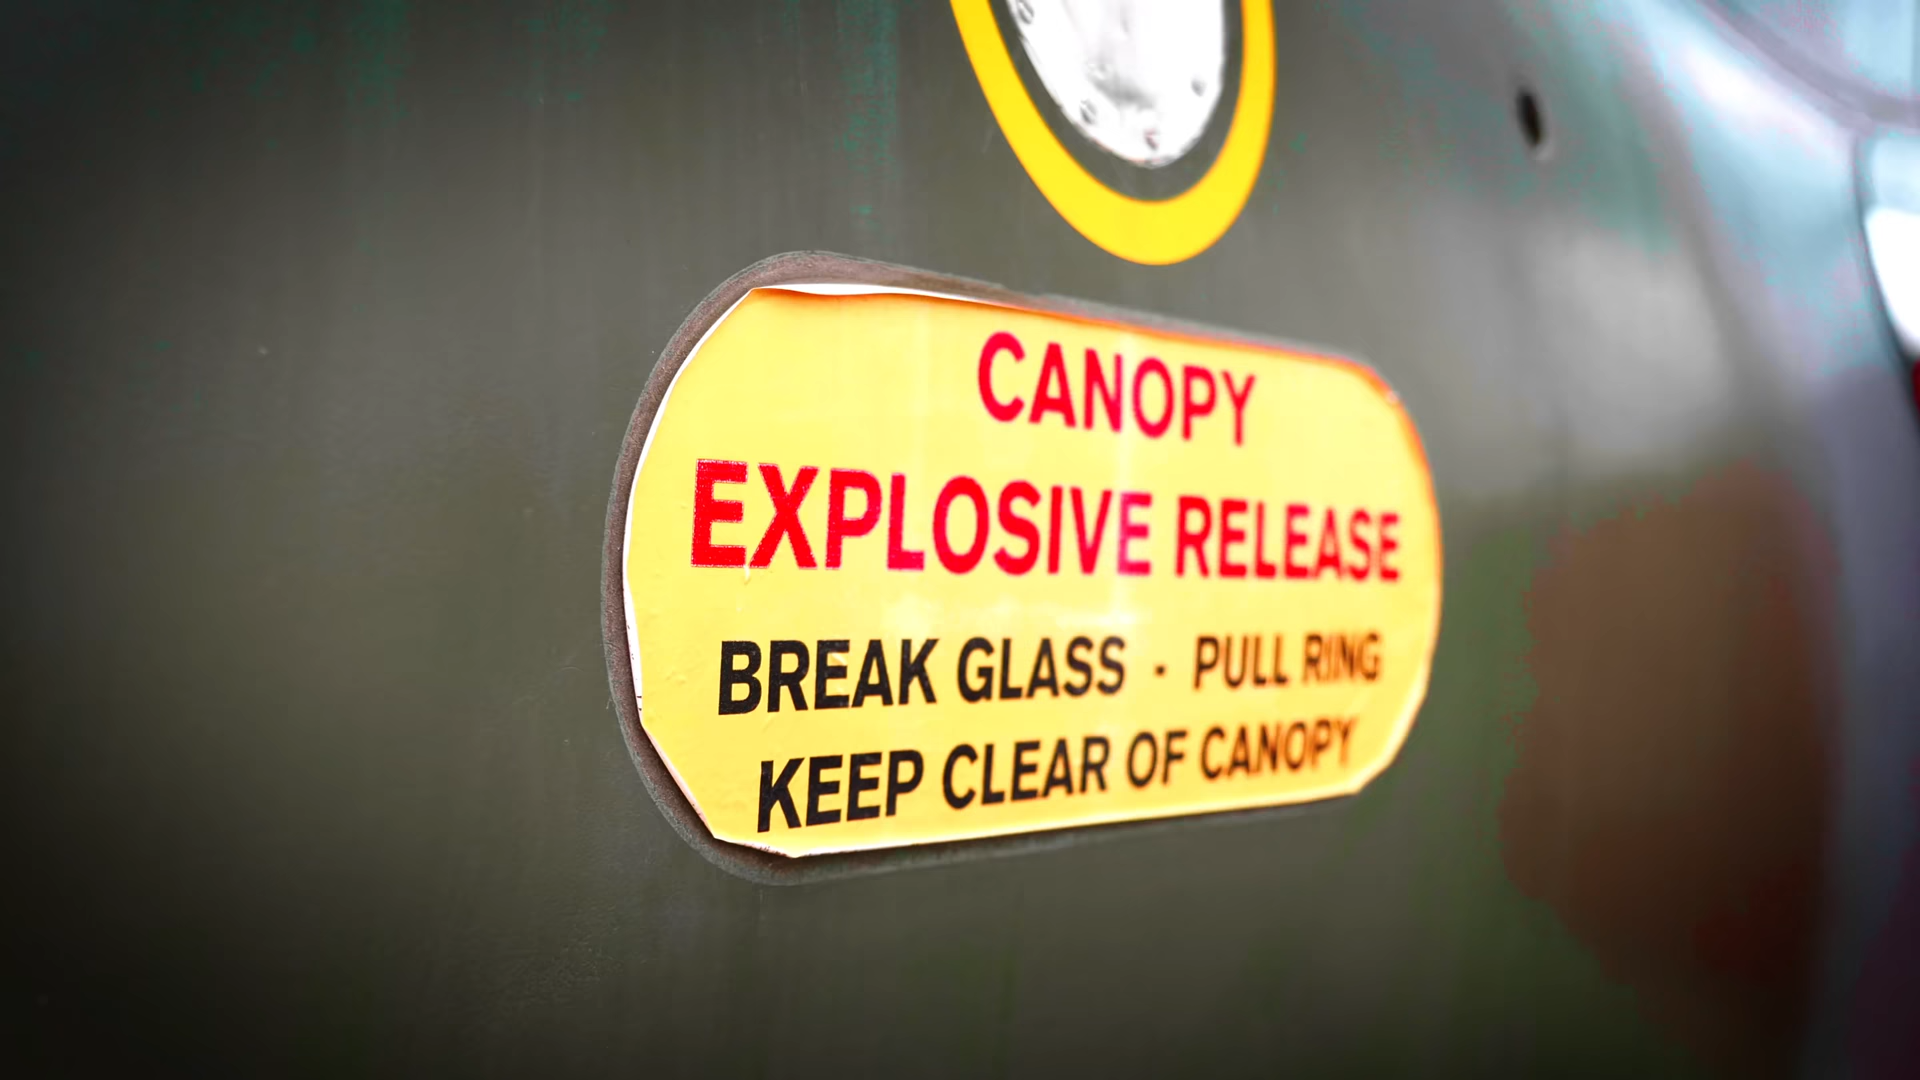 CANOPY
EXPLOSIVE RELEASE
BREAK GLASS - PULL RING
KEEP CLEAR OF CANOPY